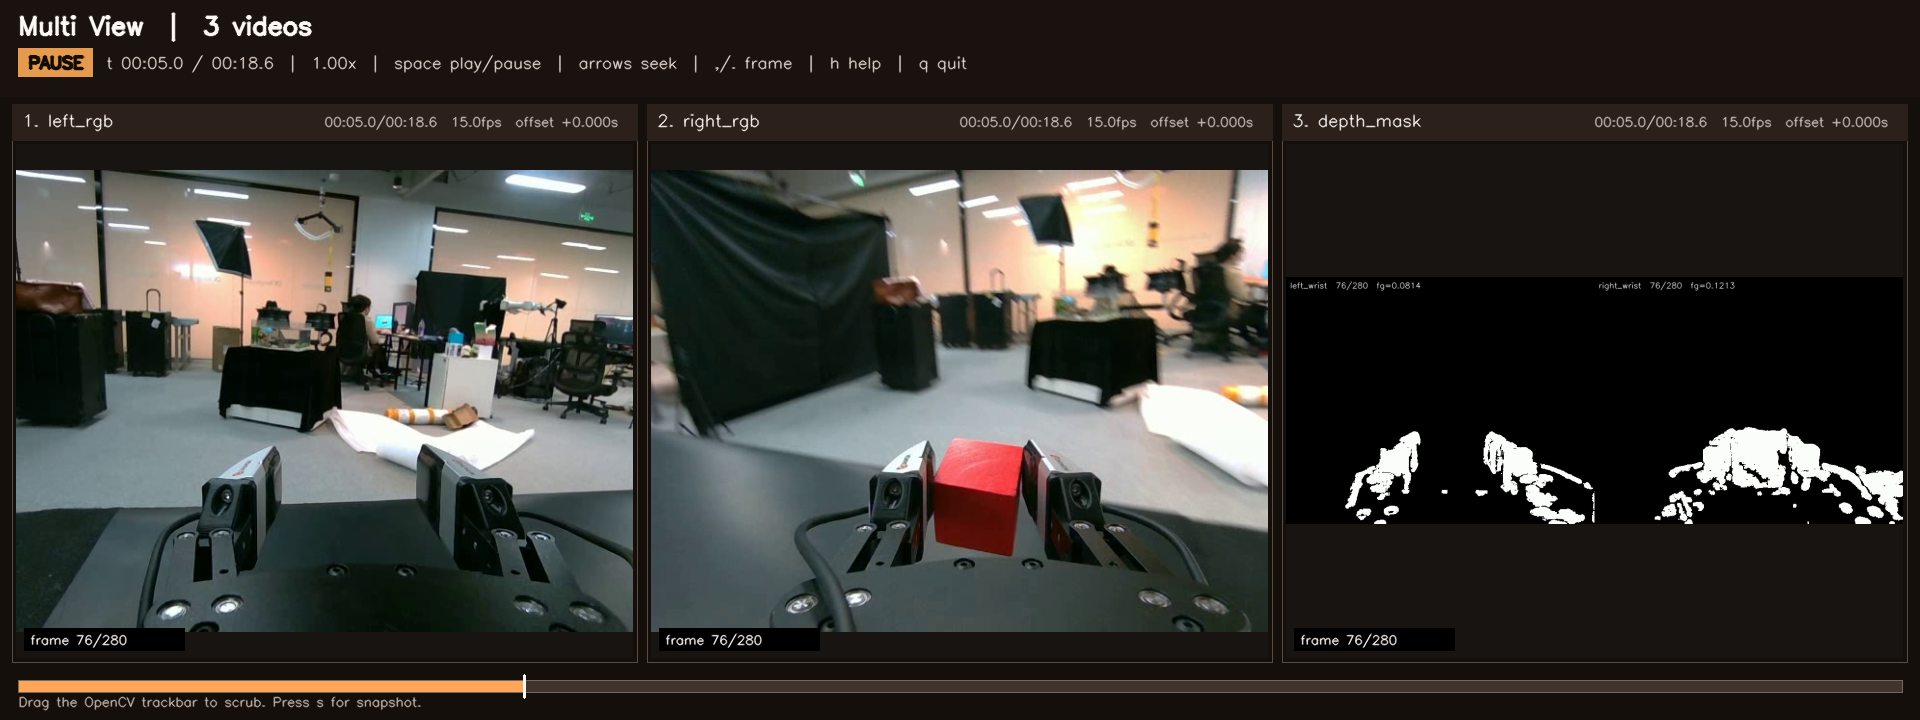 Multi View | 3 videos
PAUSE t 00:05.0 / 00:18.6 | 1.00x | space play/pause | arrows seek | ,/. frame | h help | q quit
1. left_rgb 00:05.0/00:18.6 15.0fps offset +0.000s
2. right_rgb 00:05.0/00:18.6 15.0fps offset +0.000s
3. depth_mask 00:05.0/00:18.6 15.0fps offset +0.000s
left_wrist 76/280 fg=0.0814
right_wrist 76/280 fg=0.1213
frame 76/280
frame 76/280
frame 76/280
Drag the OpenCV trackbar to scrub. Press s for snapshot.